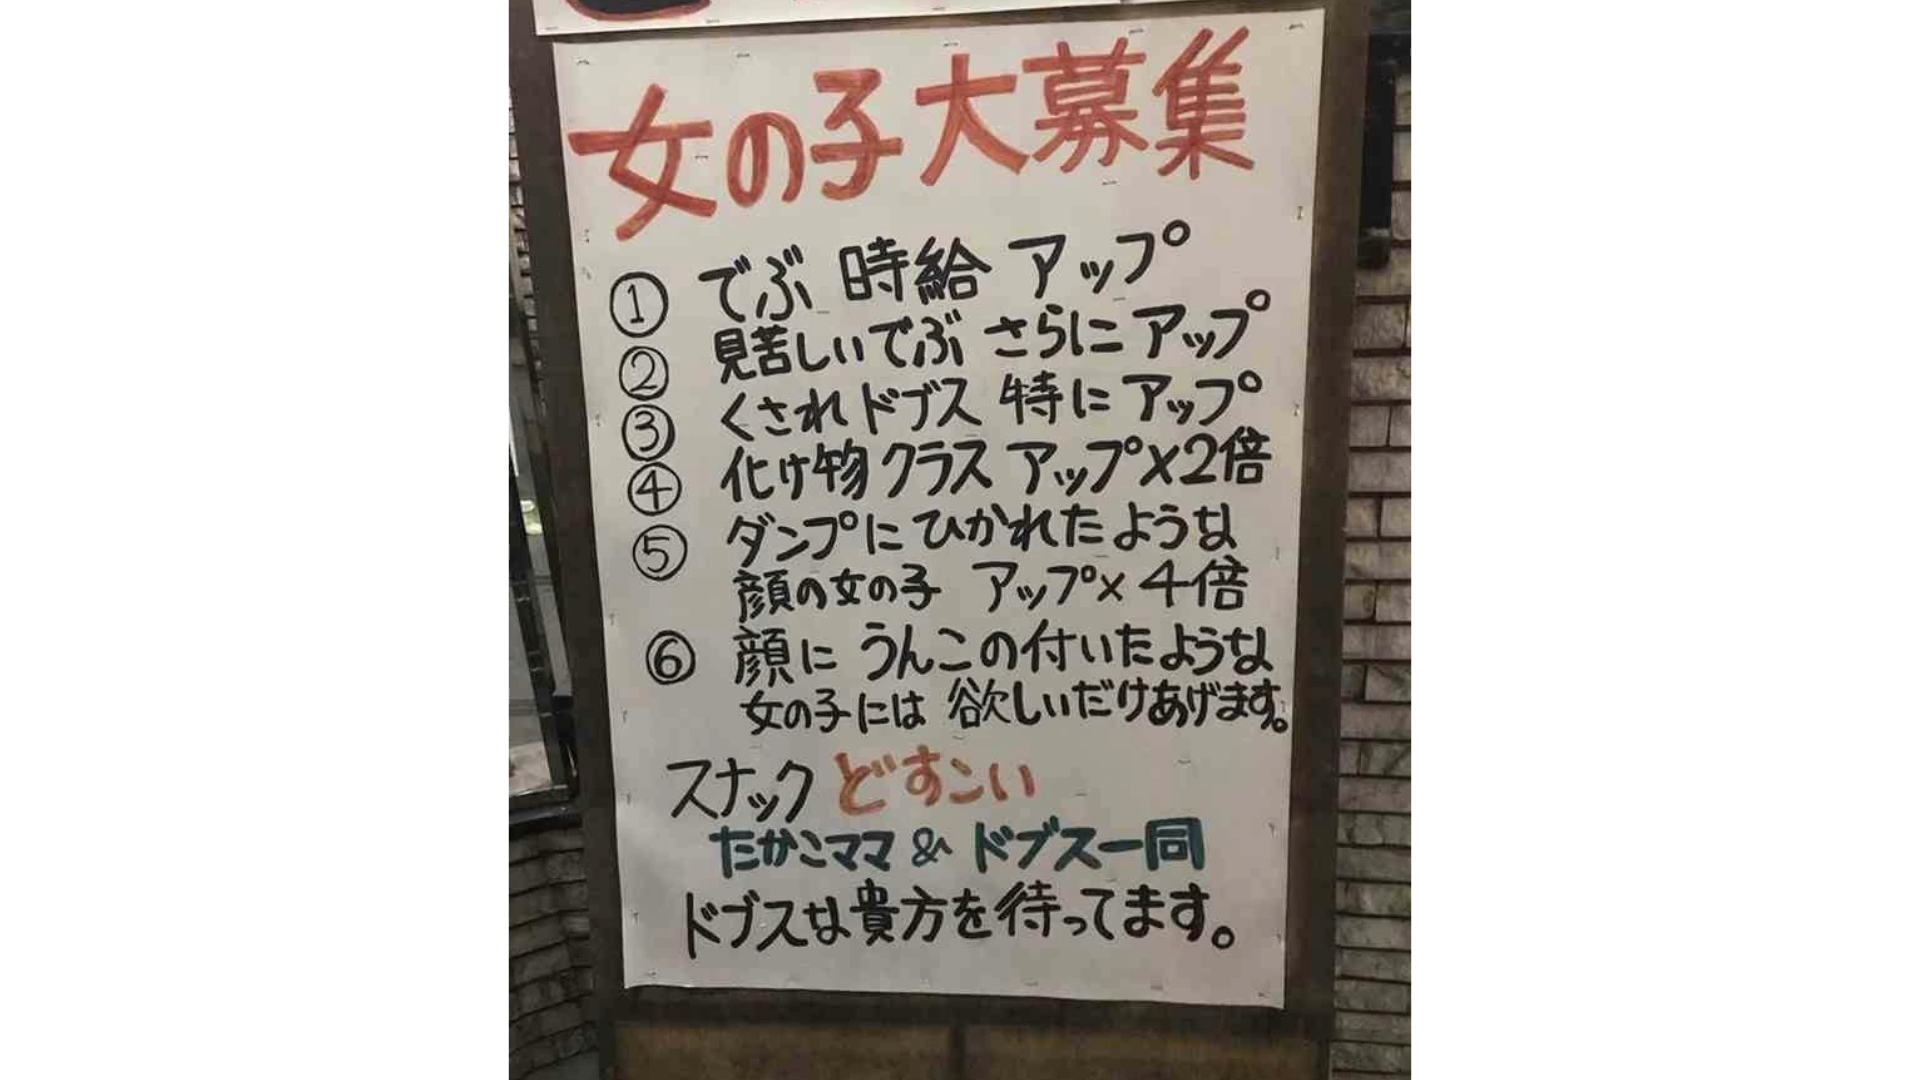 女の子大募集
① でぶ 時給 アップ
② 見苦しいでぶ さらにアップ
③ くされドブス 特にアップ
④ 化け物クラス アップ×2倍
⑤ ダンプにひかれたような
顔の女の子 アップ×4倍
⑥ 顔にうんこの付いたような
女の子には欲しいだけあげます。
スナック どすこい
たかこママ & ドブス一同
ドブスな貴方を待ってます。